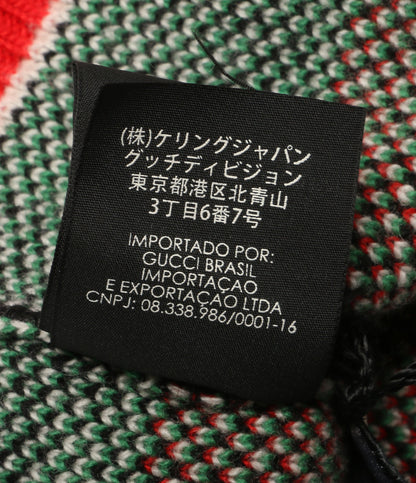 (株)ケリングジャパン
グッチディビジョン
東京都港区北青山
3丁目6番7号
IMPORTADO POR:
GUCCI BRASIL
IMPORTAÇAO
E EXPORTAÇÃO LTDA
CNPJ: 08.338.986/0001-16